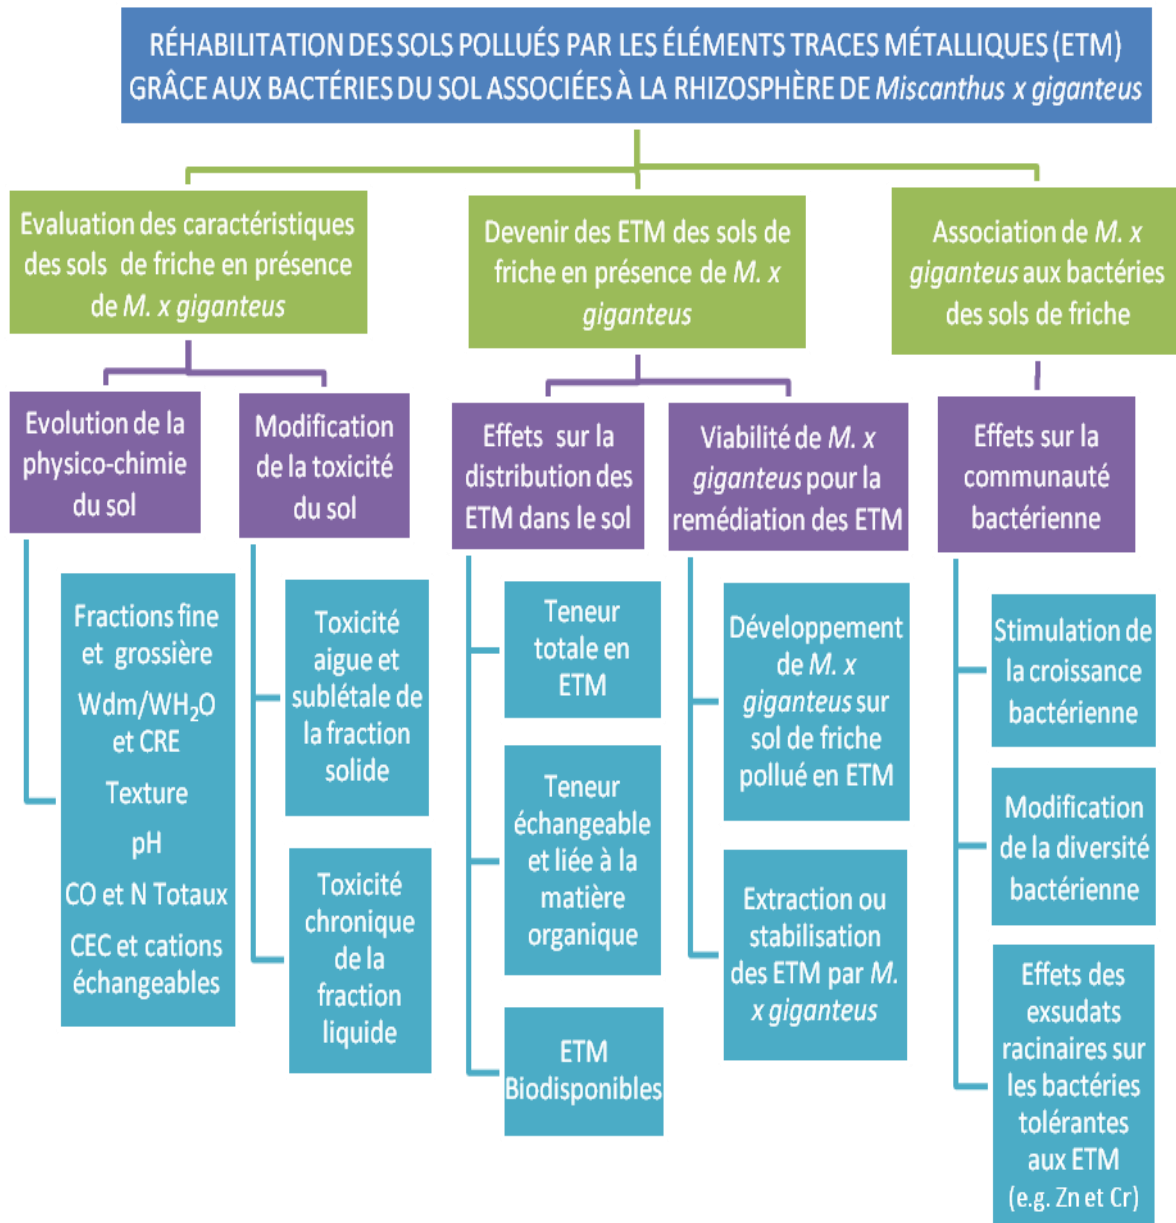 RÉHABILITATION DES SOLS POLLUÉS PAR LES ÉLÉMENTS TRACES MÉTALLIQUES (ETM)
GRÂCE AUX BACTÉRIES DU SOL ASSOCIÉES À LA RHIZOSPHÈRE DE Miscanthus x giganteus
Evaluation des caractéristiques
des sols de friche en présence
de M. x giganteus
Devenir des ETM des sols de
friche en présence de M. x
giganteus
Association de M. x
giganteus aux bactéries
des sols de friche
Evolution de la
physico-chimie
du sol
Modification
de la toxicité
du sol
Effets sur la
distribution des
ETM dans le sol
Viabilité de M. x
giganteus pour la
remédiation des ETM
Effets sur la
communauté
bactérienne
Fractions fine
et grossière
Wdm/WH₂O
et CRE
Texture
pH
CO et N Totaux
CEC et cations
échangeables
Toxicité
aigue et
sublétale de
la fraction
solide
Toxicité
chronique
de la
fraction
liquide
Teneur
totale en
ETM
Teneur
échangeable
et liée à la
matière
organique
ETM
Biodisponibles
Développement
de M. x
giganteus sur
sol de friche
pollué en ETM
Extraction ou
stabilisation
des ETM par M.
x giganteus
Stimulation de
la croissance
bactérienne
Modification
de la diversité
bactérienne
Effets des
exsudats
racinaires sur
les bactéries
tolérantes
aux ETM
(e.g. Zn et Cr)